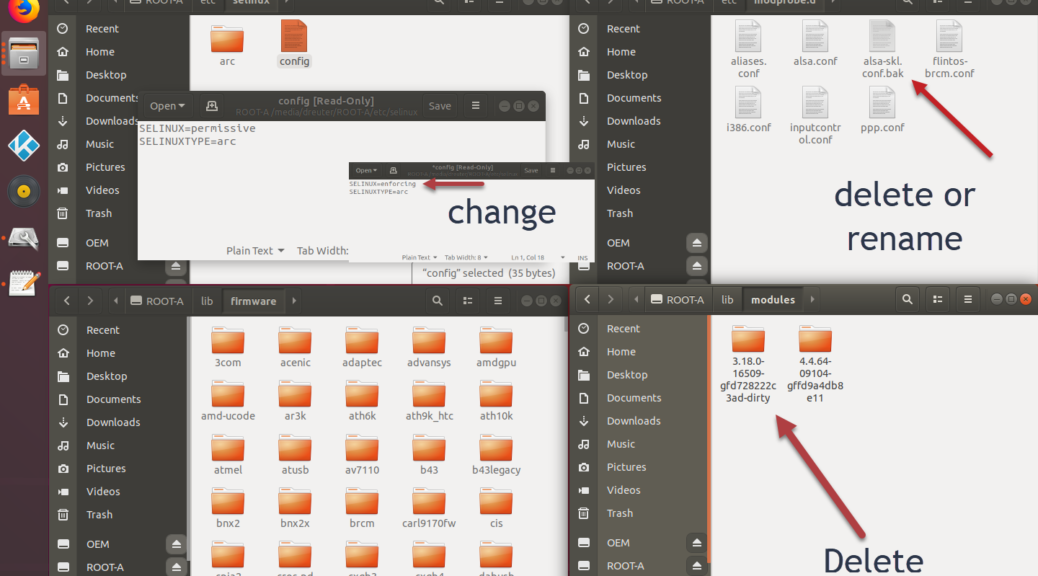 ROOT-A
etc
selinux
Recent
Home
Desktop
Documents
Downloads
Music
Pictures
Videos
Trash
OEM
ROOT-A
arc
config
Open
config [Read-Only]
/media/dreuter/ROOT-A/etc/selinux
Save
SELINUX=permissive
SELINUXTYPE=arc
Plain Text
Tab Width:
Open
*config [Read-Only]
Save
SELINUX=enforcing
SELINUXTYPE=arc
change
Plain Text
Tab Width: 8
Ln 1, Col 18
INS
"config" selected (35 bytes)
ROOT-A
etc
modprobe.d
Recent
Home
Desktop
Documents
Downloads
Music
Pictures
Videos
Trash
OEM
ROOT-A
aliases.
conf
alsa.conf
alsa-skl.
conf.bak
flintos-
brcm.conf
i386.conf
inputcontr
ol.conf
ppp.conf
delete or
rename
ROOT-A
lib
firmware
Recent
Home
Desktop
Documents
Downloads
Music
Pictures
Videos
Trash
OEM
ROOT-A
3com
acenic
adaptec
advansys
amdgpu
amd-ucode
ar3k
ath6k
ath9k_htc
ath10k
atmel
atusb
av7110
b43
b43legacy
bnx2
bnx2x
brcm
carl9170fw
cis
ROOT-A
lib
modules
Recent
Home
Desktop
Documents
Downloads
Music
Pictures
Videos
Trash
OEM
ROOT-A
3.18.0-
16509-
gfd728222c
3ad-dirty
4.4.64-
09104-
gffd9a4db8
e11
Delete